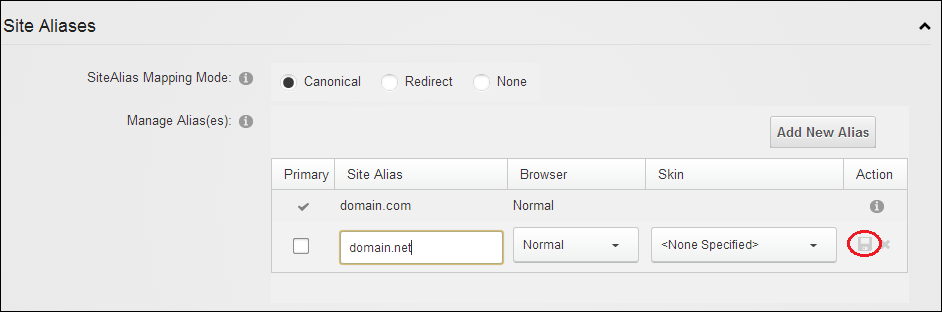 Site Aliases
SiteAlias Mapping Mode:
Canonical Redirect None
Manage Alias(es):
Add New Alias
Primary Site Alias Browser Skin Action
domain.com Normal
domain.net Normal <None Specified>